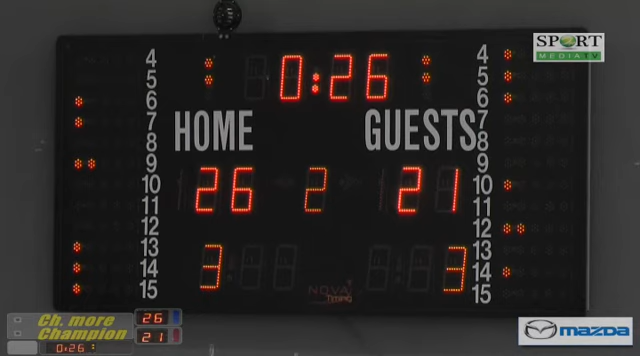 SPORT
MEDIA TV
0:26
HOME GUESTS
26 2 21
3 3
4 4
5 5
6 6
7 7
8 8
9 9
10 10
11 11
12 12
13 13
14 14
15 15
NOVA
Ch. more 26
Champion 21
0:26
mazda